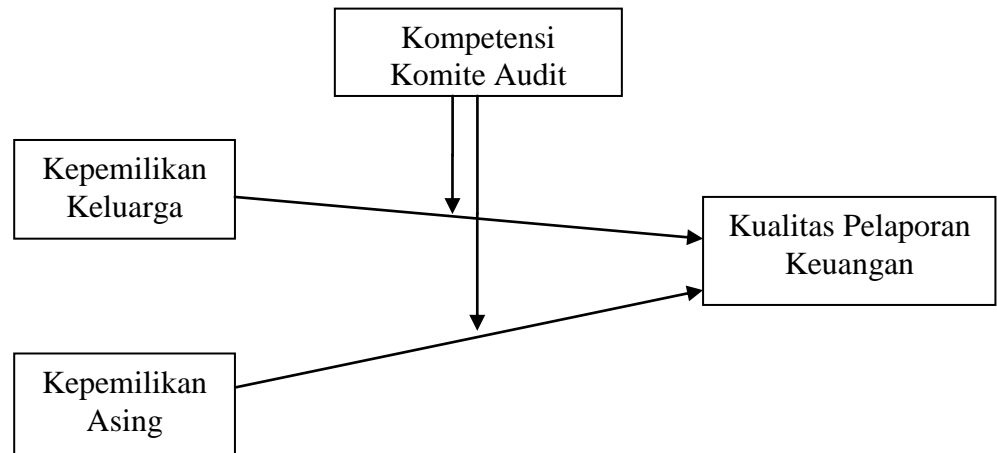 Kompetensi
Komite Audit
Kepemilikan
Keluarga
Kualitas Pelaporan
Keuangan
Kepemilikan
Asing